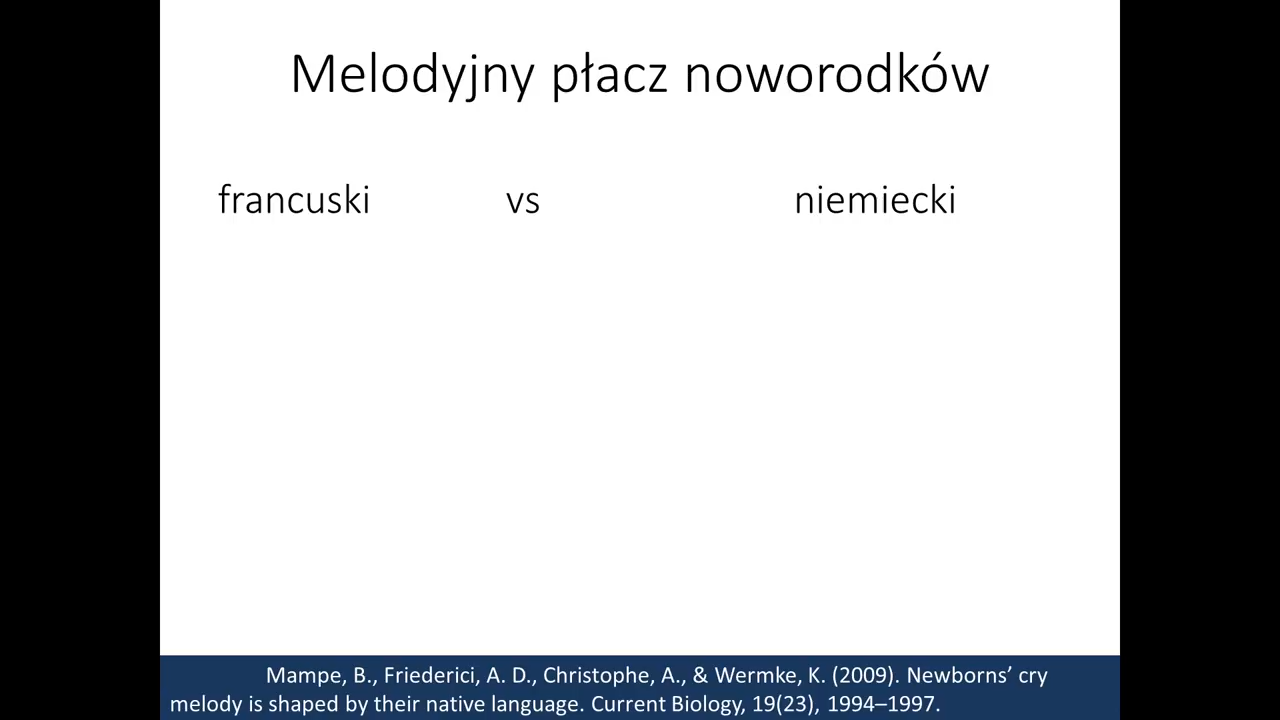 Melodyjny płacz noworodków
francuski vs niemiecki
Mampe, B., Friederici, A. D., Christophe, A., & Wermke, K. (2009). Newborns’ cry
melody is shaped by their native language. Current Biology, 19(23), 1994–1997.